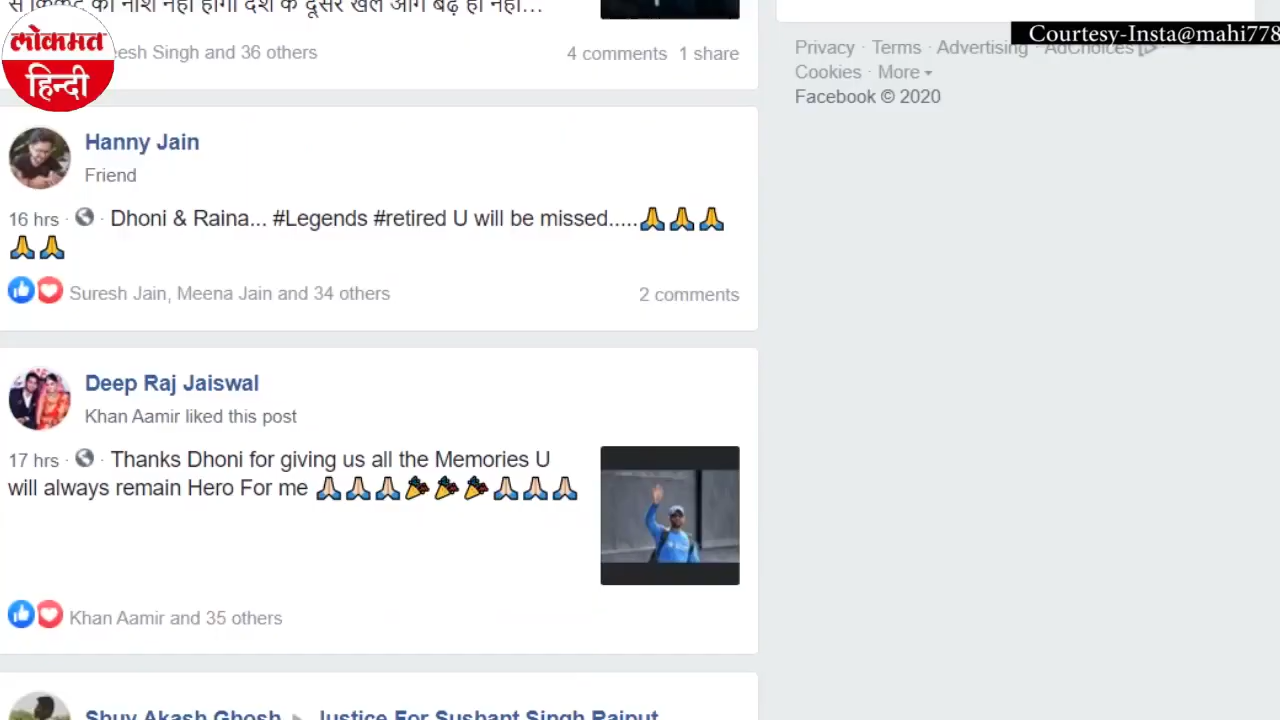 से क्रिकेट का नाश नहीं होगा देश के दूसरे खेल आगे बढ़ ही नहीं...
लोकमत
हिन्दी
esh Singh and 36 others
4 comments 1 share
Courtesy-Insta@mahi778
Privacy · Terms · Advertising · AdChoices
Cookies · More
Facebook © 2020
Hanny Jain
Friend
16 hrs · Dhoni & Raina... #Legends #retired U will be missed.....🙏🙏🙏
🙏🙏
Suresh Jain, Meena Jain and 34 others
2 comments
Deep Raj Jaiswal
Khan Aamir liked this post
17 hrs · Thanks Dhoni for giving us all the Memories U
will always remain Hero For me 🙏🏻🙏🏻🙏🏻🎉🎉🎉🙏🏻🙏🏻🙏🏻
Khan Aamir and 35 others
Shuv Akash Ghosh ▸ Justice For Sushant Singh Rajput